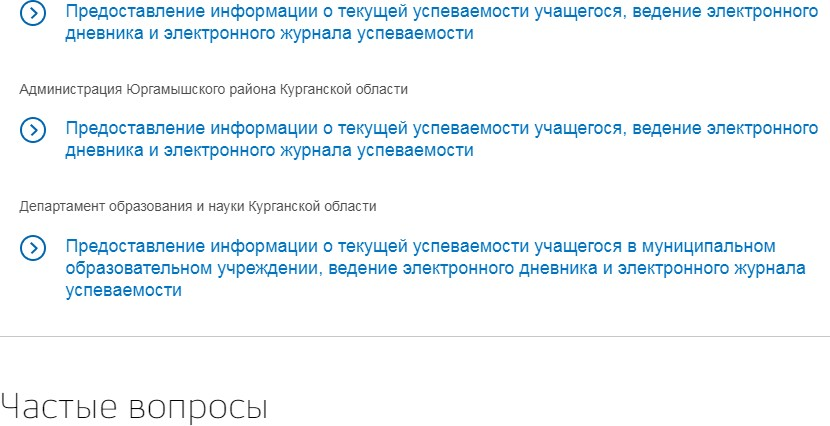 Предоставление информации о текущей успеваемости учащегося, ведение электронного
дневника и электронного журнала успеваемости
Администрация Юргамышского района Курганской области
Предоставление информации о текущей успеваемости учащегося, ведение электронного
дневника и электронного журнала успеваемости
Департамент образования и науки Курганской области
Предоставление информации о текущей успеваемости учащегося в муниципальном
образовательном учреждении, ведение электронного дневника и электронного журнала
успеваемости
Частые вопросы